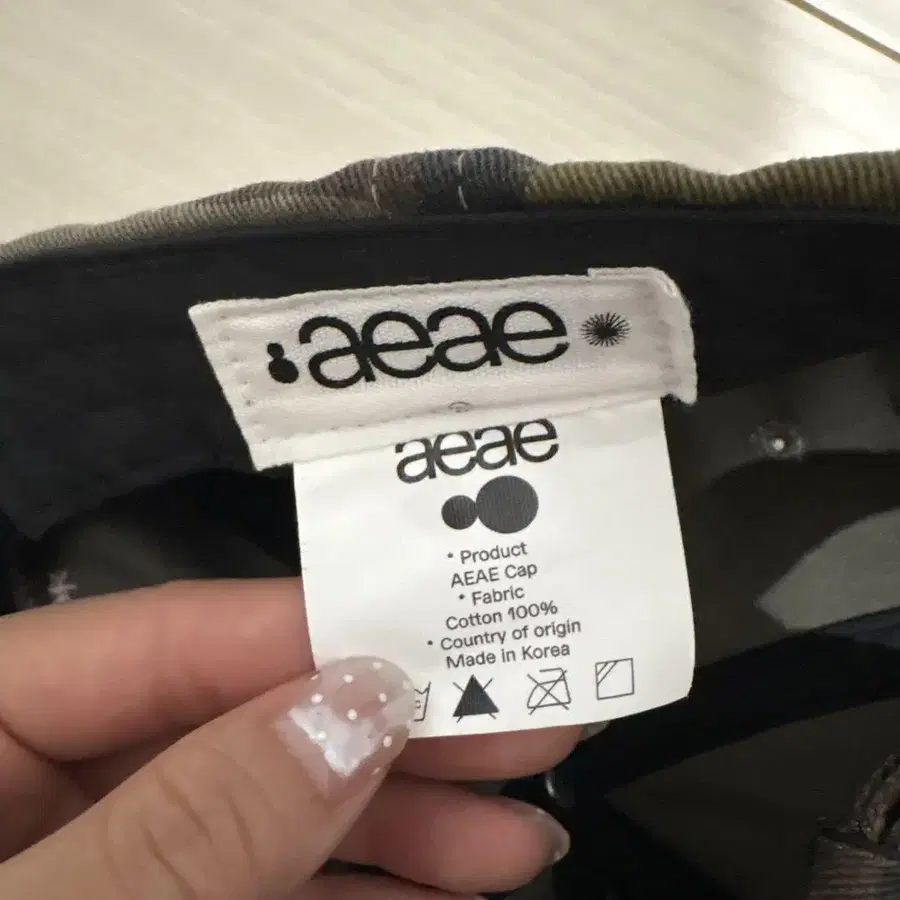 aeae
aeae
• Product
AEAE Cap
• Fabric
Cotton 100%
• Country of origin
Made in Korea